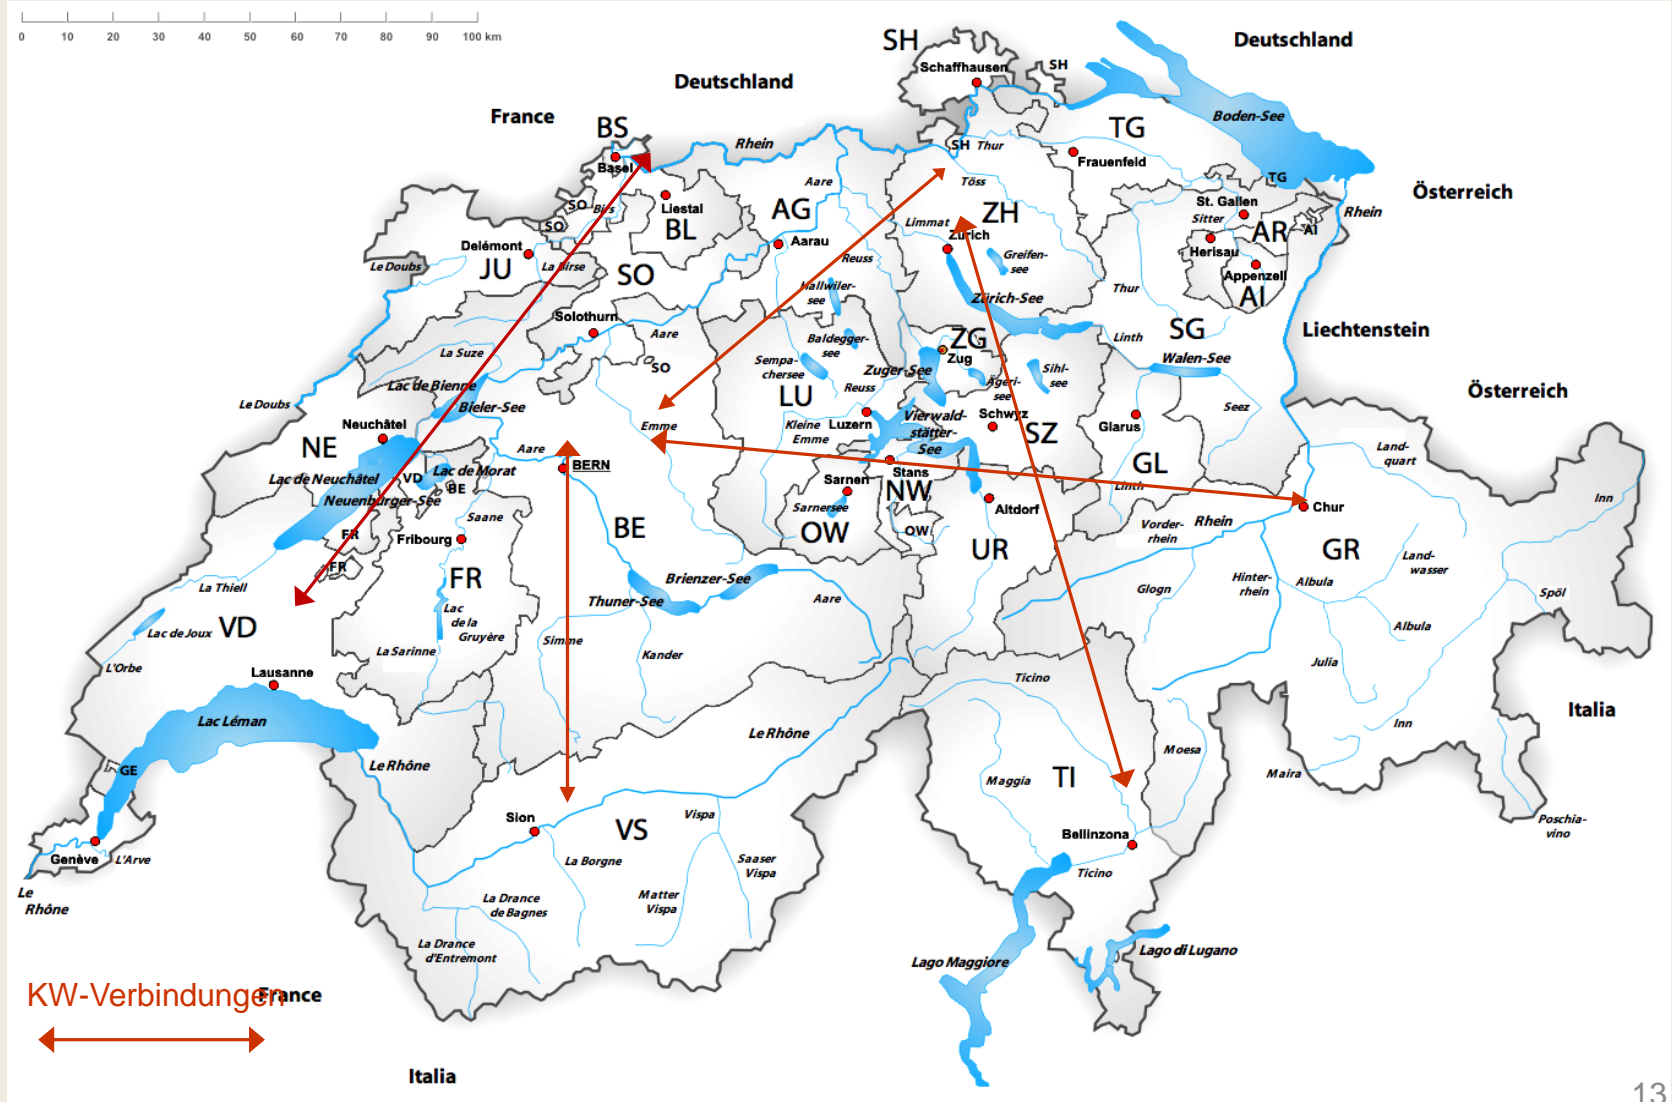 0 10 20 30 40 50 60 70 80 90 100 km
SH
Deutschland
Schaffhausen
SH
Deutschland
France
BS
Rhein
TG
Boden-See
SH
Thur
Basel
Frauenfeld
Aare
Töss
TG
Österreich
SO
Birs
Liestal
BL
AG
Limmat
ZH
St. Gallen
Sitter
Rhein
SO
AR
AI
Delémont
JU
La Birse
Aarau
Zürich
Herisau
Le Doubs
SO
Reuss
Greifen-
see
Appenzell
AI
Hallwiler-
see
Zürich-See
Thur
Solothurn
Aare
SG
Liechtenstein
La Suze
Baldegger-
see
ZG
Zug
Linth
Walen-See
SO
Sempa-
chersee
Zuger-See
Sihl-
see
Lac de Bienne
Reuss
Ägeri-
see
Österreich
Le Doubs
Bieler-See
LU
Seez
Neuchâtel
Emme
Kleine
Emme
Luzern
Vierwald-
stätter-
See
Schwyz
SZ
Glarus
NE
Aare
BERN
Land-
quart
Lac de Neuchâtel
VD
Lac de Morat
BE
Stans
GL
Neuenburger-See
Sarnen
NW
Linth
Inn
Saane
Sarnersee
Altdorf
Chur
FR
Fribourg
BE
OW
OW
UR
Vorder-
rhein
Rhein
GR
FR
FR
La Thiell
Brienzer-See
Land-
wasser
Thuner-See
Aare
Glogn
Hinter-
rhein
Albula
Spöl
Lac de Joux
VD
Lac
de la
Gruyère
Simme
Albula
L'Orbe
La Sarinne
Kander
Julia
Lausanne
Ticino
Lac Léman
Le Rhône
Inn
Italia
Moesa
GE
Le Rhône
Maggia
TI
Maira
Sion
VS
Vispa
Bellinzona
Poschia-
vino
Genève
L'Arve
La Borgne
Saaser
Vispa
Ticino
Le
Rhône
La Drance
de Bagnes
Matter
Vispa
La Drance
d'Entremont
Lago Maggiore
Lago di Lugano
KW-Verbindungen
France
Italia
13